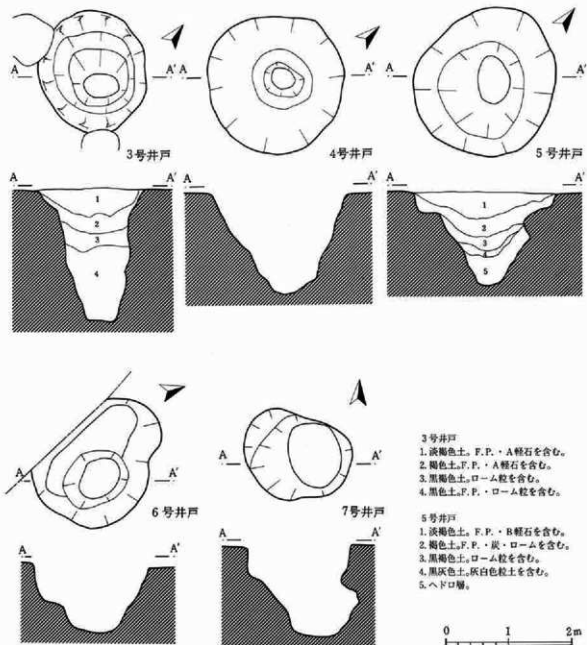 A A' A A' A A'
3号井戸 4号井戸 5号井戸
A A' A A' A A'
1 1
2 2
3 3
4 4
5
A A' A A'
6号井戸 7号井戸
A A' A A'
3号井戸
1.淡褐色土。F.P.・A軽石を含む。
2.褐色土。F.P.・A軽石を含む。
3.黒褐色土。ローム粒を含む。
4.黒色土。F.P.・ローム粒を含む。
5号井戸
1.淡褐色土。F.P.・B軽石を含む。
2.褐色土。F.P.・炭・ロームを含む。
3.黒褐色土。ローム粒を含む。
4.黒灰色土。灰白色粒土を含む。
5.ヘドロ層。
0 1 2m